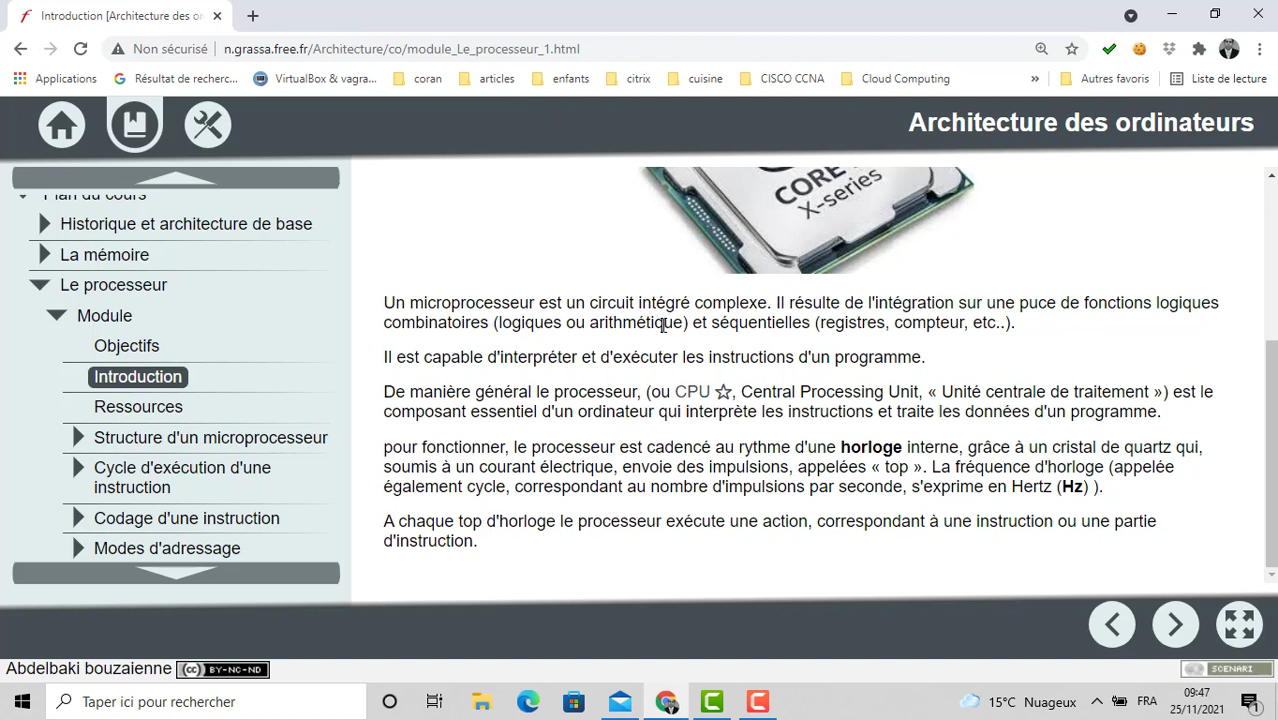 Introduction [Architecture des or
Non sécurisé
n.grassa.free.fr/Architecture/co/module_Le_processeur_1.html
Applications
Résultat de recherc...
VirtualBox & vagra...
coran
articles
enfants
citrix
cuisine
CISCO CCNA
Cloud Computing
»
Autres favoris
Liste de lecture
Architecture des ordinateurs
Plan du cours
Historique et architecture de base
La mémoire
Le processeur
Module
Objectifs
Introduction
Ressources
Structure d'un microprocesseur
Cycle d'exécution d'une
instruction
Codage d'une instruction
Modes d'adressage
CORE
X-series
Un microprocesseur est un circuit intégré complexe. Il résulte de l'intégration sur une puce de fonctions logiques
combinatoires (logiques ou arithmétique) et séquentielles (registres, compteur, etc..).
Il est capable d'interpréter et d'exécuter les instructions d'un programme.
De manière général le processeur, (ou CPU ☆, Central Processing Unit, « Unité centrale de traitement ») est le
composant essentiel d'un ordinateur qui interprète les instructions et traite les données d'un programme.
pour fonctionner, le processeur est cadencé au rythme d'une horloge interne, grâce à un cristal de quartz qui,
soumis à un courant électrique, envoie des impulsions, appelées « top ». La fréquence d'horloge (appelée
également cycle, correspondant au nombre d'impulsions par seconde, s'exprime en Hertz (Hz) ).
A chaque top d'horloge le processeur exécute une action, correspondant à une instruction ou une partie
d'instruction.
Abdelbaki bouzaienne
cc BY-NC-ND
SCENARI
Taper ici pour rechercher
15°C Nuageux
FRA
09:47
25/11/2021
1